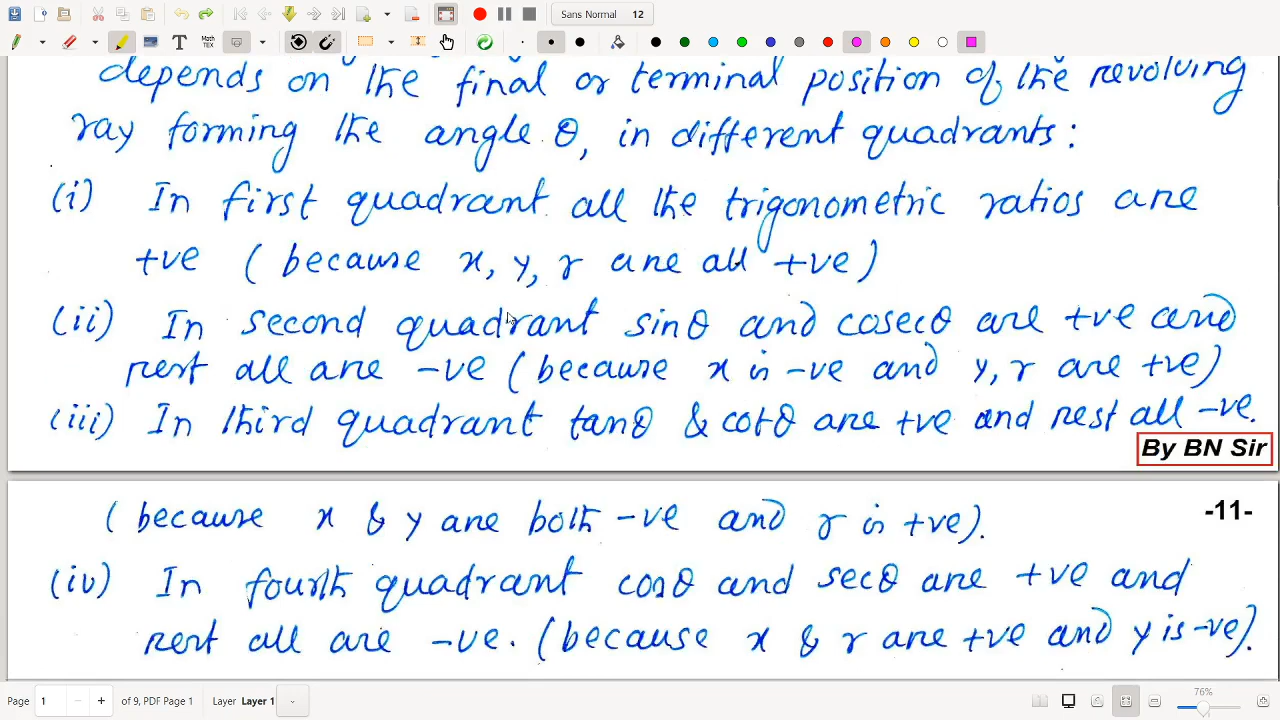 Sans Normal 12
Math
TEX
depends on the final or terminal position of the revolving
ray forming the angle θ, in different quadrants:
(i) In first quadrant all the trigonometric ratios are
+ve (because x, y, r are all +ve)
(ii) In second quadrant sinθ and cosecθ are +ve and
rest all are -ve (because x is -ve and y, r are +ve)
(iii) In third quadrant tanθ & cotθ are +ve and rest all -ve.
By BN Sir
(because x & y are both -ve and r is +ve).
-11-
(iv) In fourth quadrant cosθ and secθ are +ve and
rest all are -ve. (because x & r are +ve and y is -ve).
Page 1 of 9, PDF Page 1 Layer Layer 1 76%